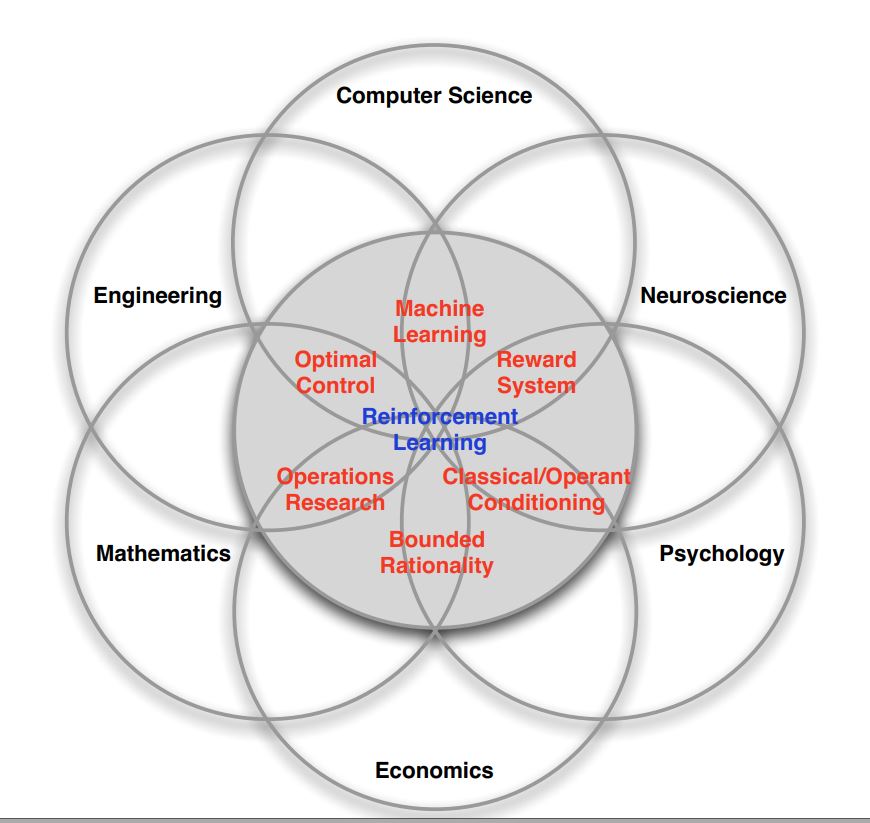 Computer Science
Engineering
Neuroscience
Machine
Learning
Optimal
Control
Reward
System
Reinforcement
Learning
Operations
Research
Classical/Operant
Conditioning
Bounded
Rationality
Mathematics
Psychology
Economics